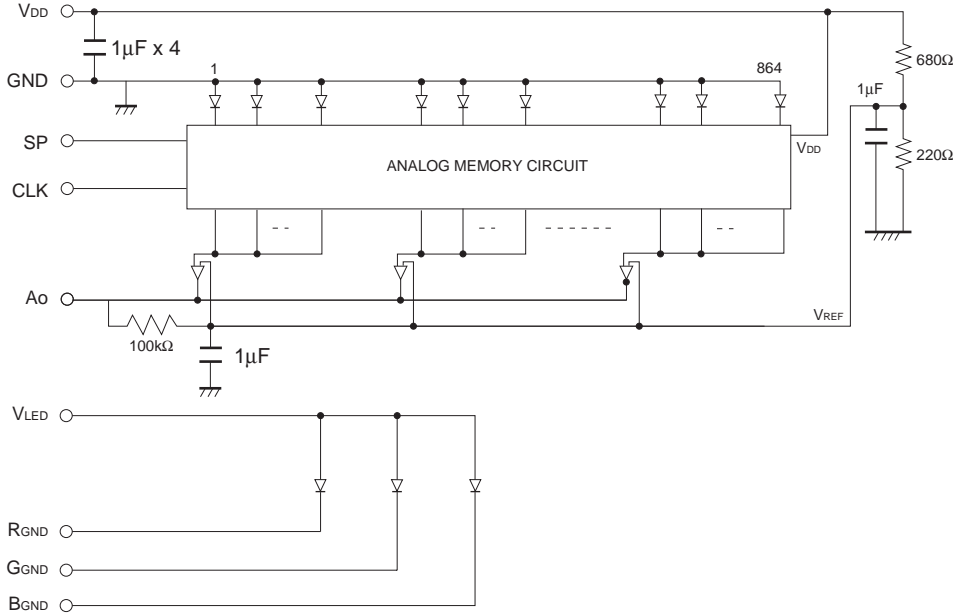 VDD
1μF x 4
680Ω
GND
1
864
1μF
SP
VDD
220Ω
ANALOG MEMORY CIRCUIT
CLK
Ao
VREF
100kΩ
1μF
VLED
RGND
GGND
BGND